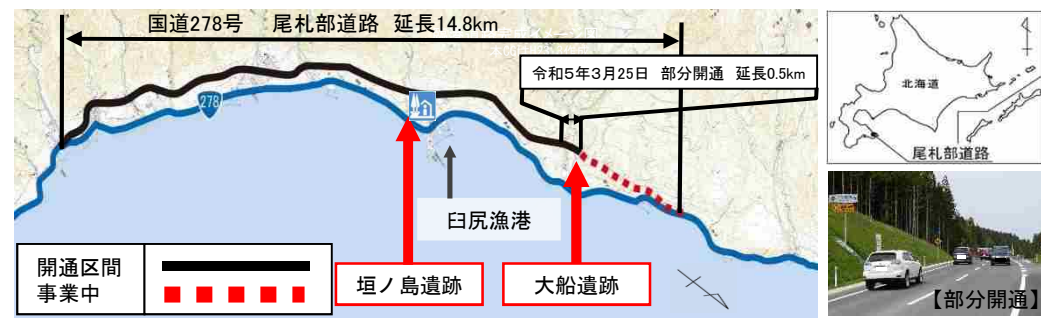 国道278号 尾札部道路 延長14.8km
令和5年3月25日 部分開通 延長0.5km
278
臼尻漁港
垣ノ島遺跡
大船遺跡
開通区間
事業中
北海道
尾札部道路
【部分開通】